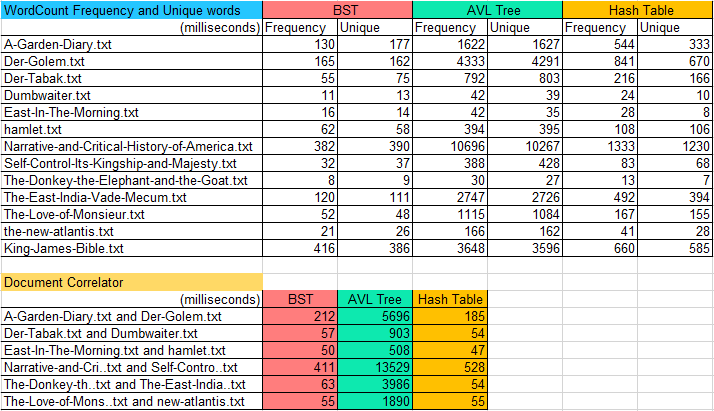 WordCount Frequency and Unique words BST AVL Tree Hash Table
(milliseconds) Frequency Unique Frequency Unique Frequency Unique
A-Garden-Diary.txt 130 177 1622 1627 544 333
Der-Golem.txt 165 162 4333 4291 841 670
Der-Tabak.txt 55 75 792 803 216 166
Dumbwaiter.txt 11 13 42 39 24 10
East-In-The-Morning.txt 16 14 42 35 28 8
hamlet.txt 62 58 394 395 108 106
Narrative-and-Critical-History-of-America.txt 382 390 10696 10267 1333 1230
Self-Control-Its-Kingship-and-Majesty.txt 32 37 388 428 83 68
The-Donkey-the-Elephant-and-the-Goat.txt 8 9 30 27 13 7
The-East-India-Vade-Mecum.txt 120 111 2747 2726 492 394
The-Love-of-Monsieur.txt 52 48 1115 1084 167 155
the-new-atlantis.txt 21 26 166 162 41 28
King-James-Bible.txt 416 386 3648 3596 660 585
Document Correlator
(milliseconds) BST AVL Tree Hash Table
A-Garden-Diary.txt and Der-Golem.txt 212 5696 185
Der-Tabak.txt and Dumbwaiter.txt 57 903 54
East-In-The-Morning.txt and hamlet.txt 50 508 47
Narrative-and-Cri..txt and Self-Contro..txt 411 13529 528
The-Donkey-th..txt and The-East-India..txt 63 3986 54
The-Love-of-Mons..txt and new-atlantis.txt 55 1890 55